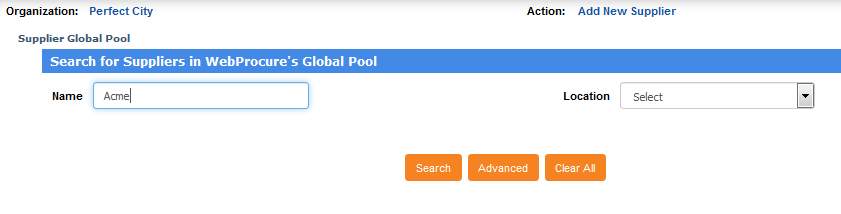 Organization: Perfect City Action: Add New Supplier
Supplier Global Pool
Search for Suppliers in WebProcure's Global Pool
Name Acme Location Select
Search Advanced Clear All